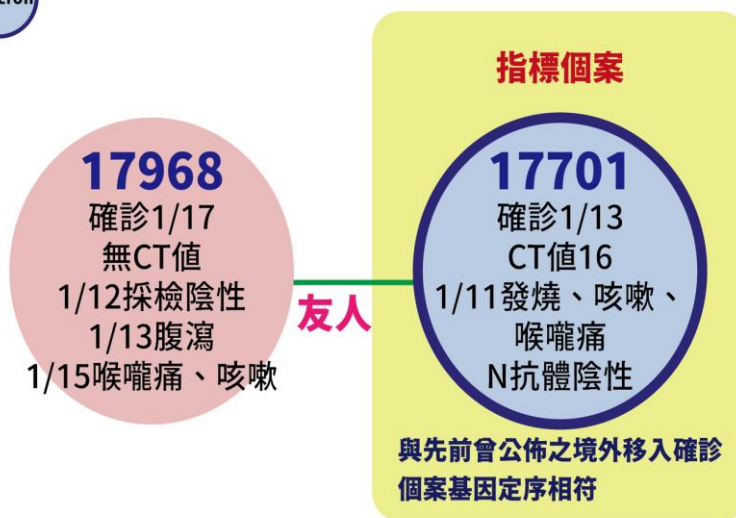 指標個案
17968
確診1/17
無CT值
1/12採檢陰性
1/13腹瀉
1/15喉嚨痛、咳嗽
友人
17701
確診1/13
CT值16
1/11發燒、咳嗽、
喉嚨痛
N抗體陰性
與先前曾公佈之境外移入確診
個案基因定序相符